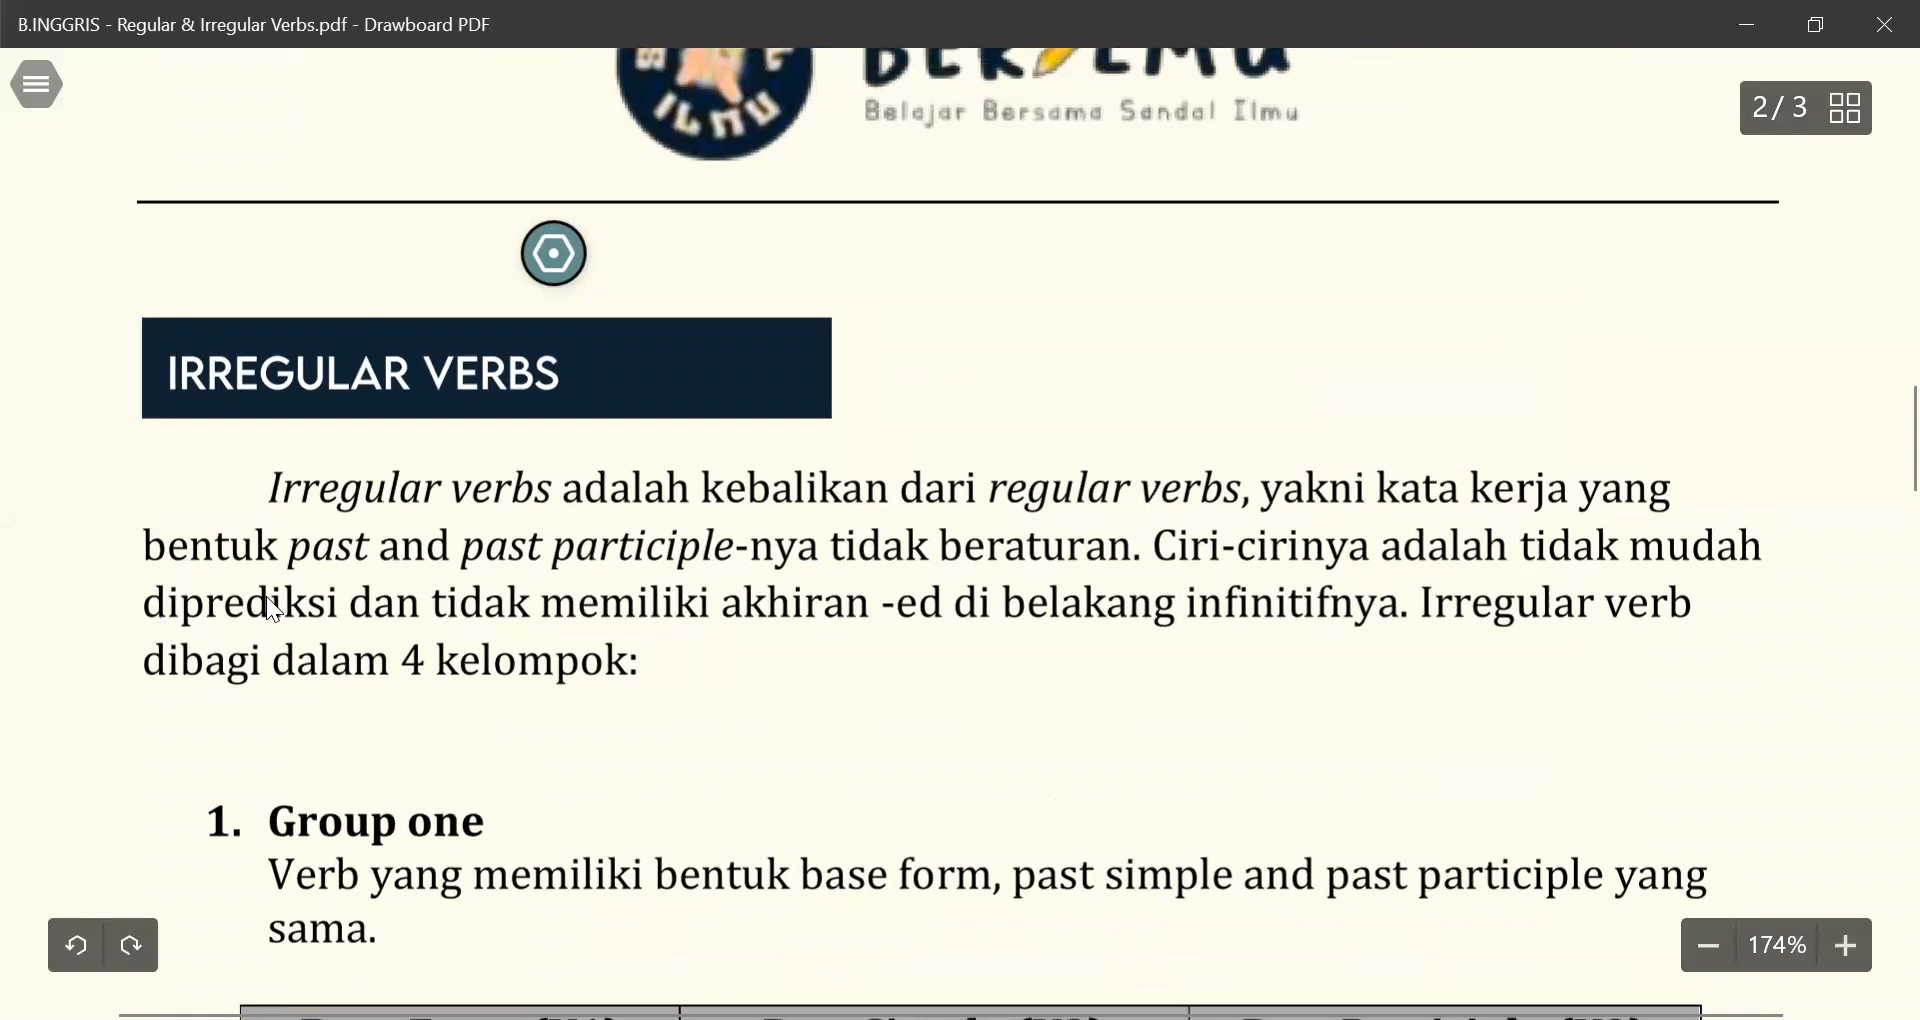 B.INGGRIS - Regular & Irregular Verbs.pdf - Drawboard PDF
ILMU
Belajar Bersama Sandal Ilmu
2 / 3
IRREGULAR VERBS
Irregular verbs adalah kebalikan dari regular verbs, yakni kata kerja yang
bentuk past and past participle-nya tidak beraturan. Ciri-cirinya adalah tidak mudah
diprediksi dan tidak memiliki akhiran -ed di belakang infinitifnya. Irregular verb
dibagi dalam 4 kelompok:
1. Group one
Verb yang memiliki bentuk base form, past simple and past participle yang
sama.
174%